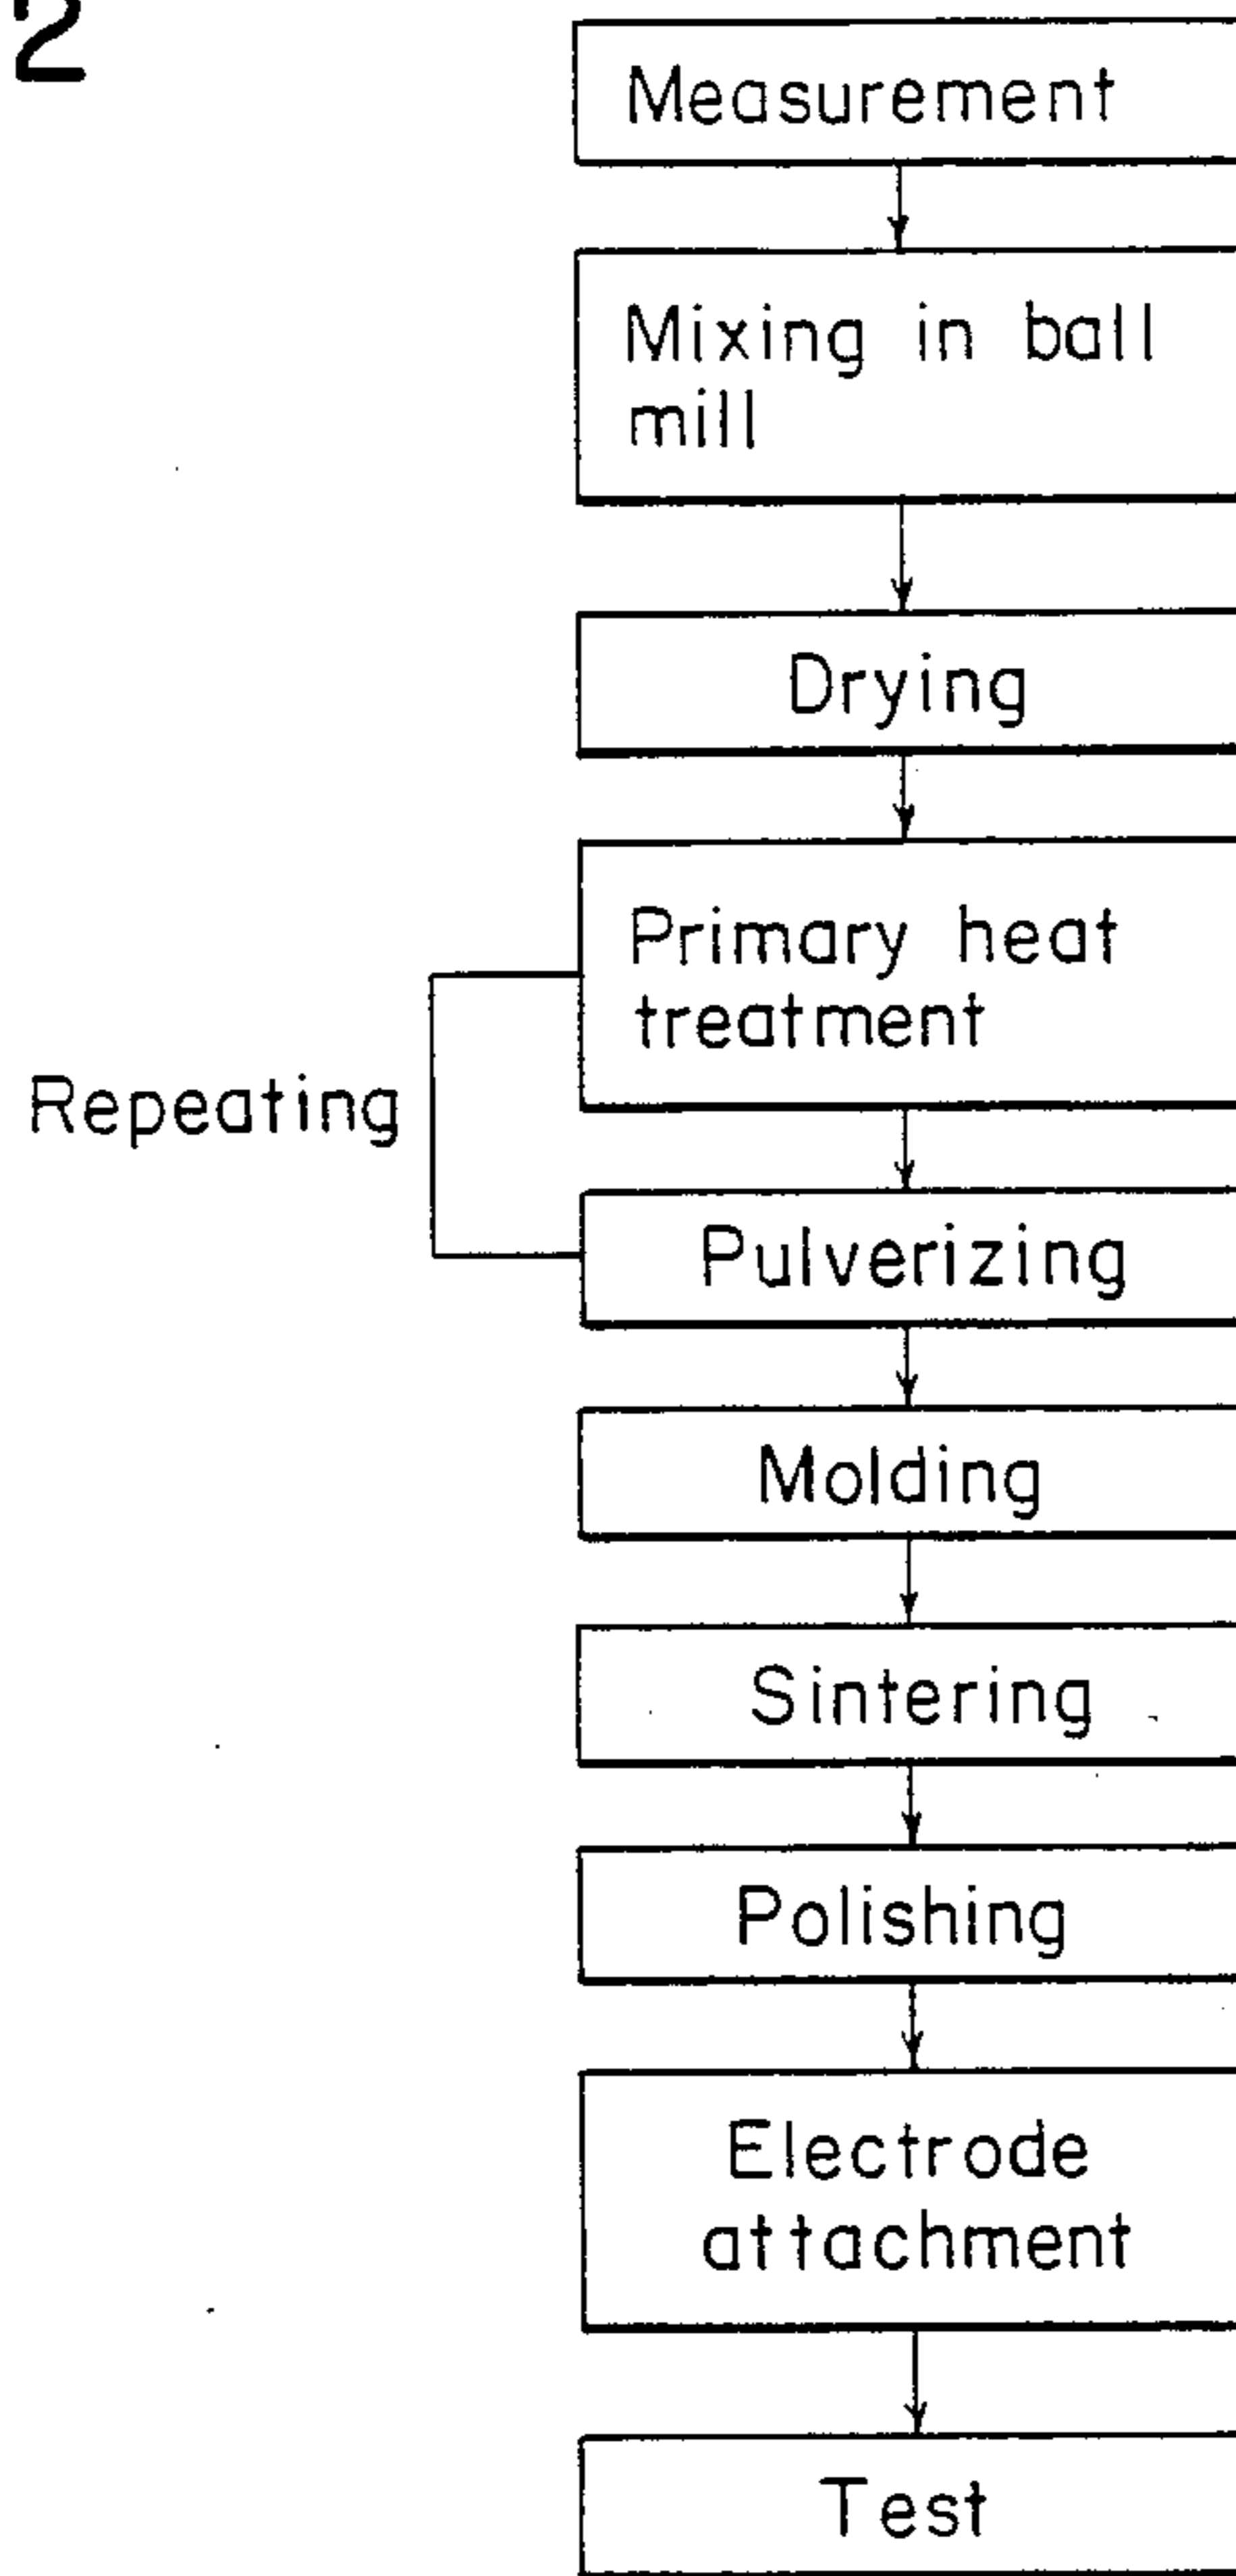 2
Measurement
Mixing in ball
mill
Drying
Primary heat
treatment
Repeating
Pulverizing
Molding
Sintering
Polishing
Electrode
attachment
Test